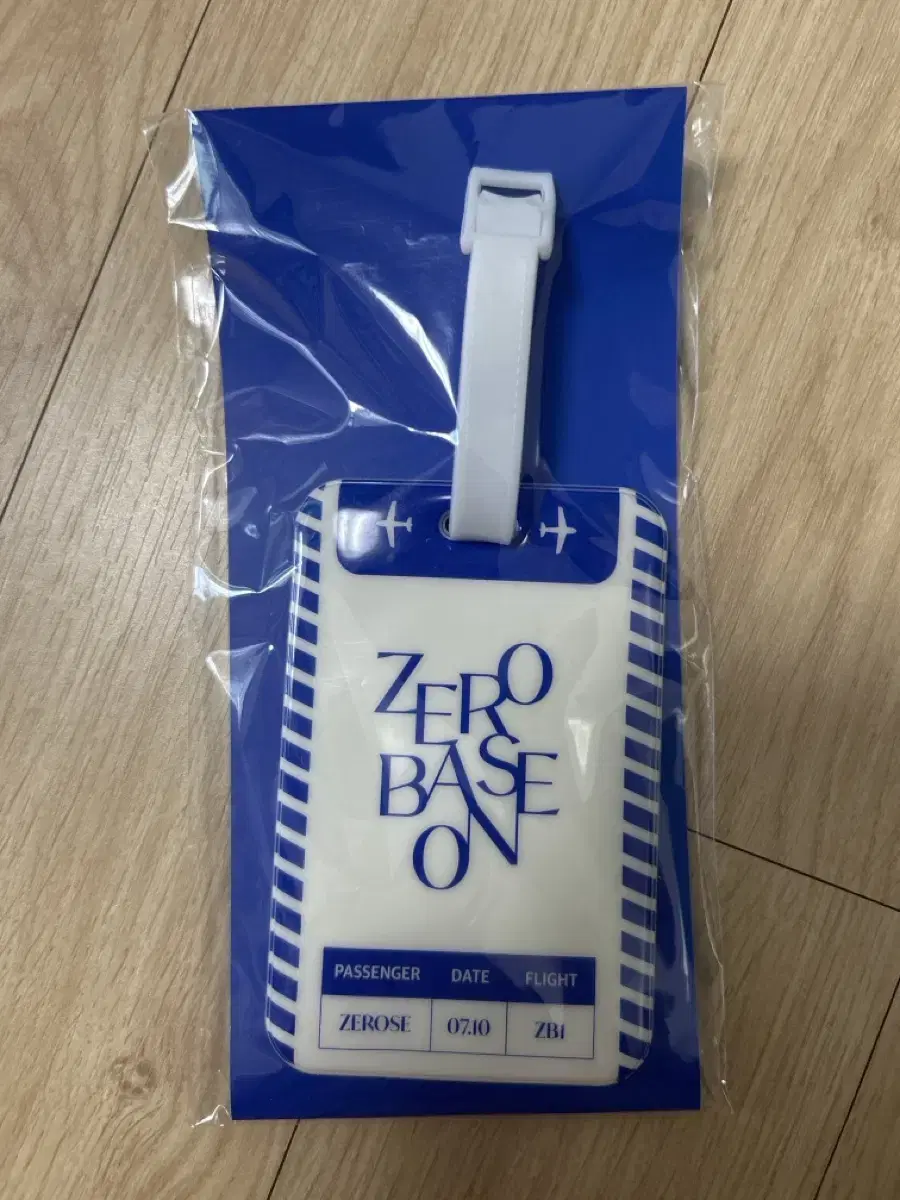 ZERO
BASE
ONE
PASSENGER DATE FLIGHT
ZEROSE 07.10 ZB1